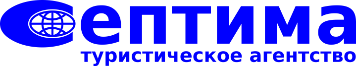 Септима
туристическое агентство